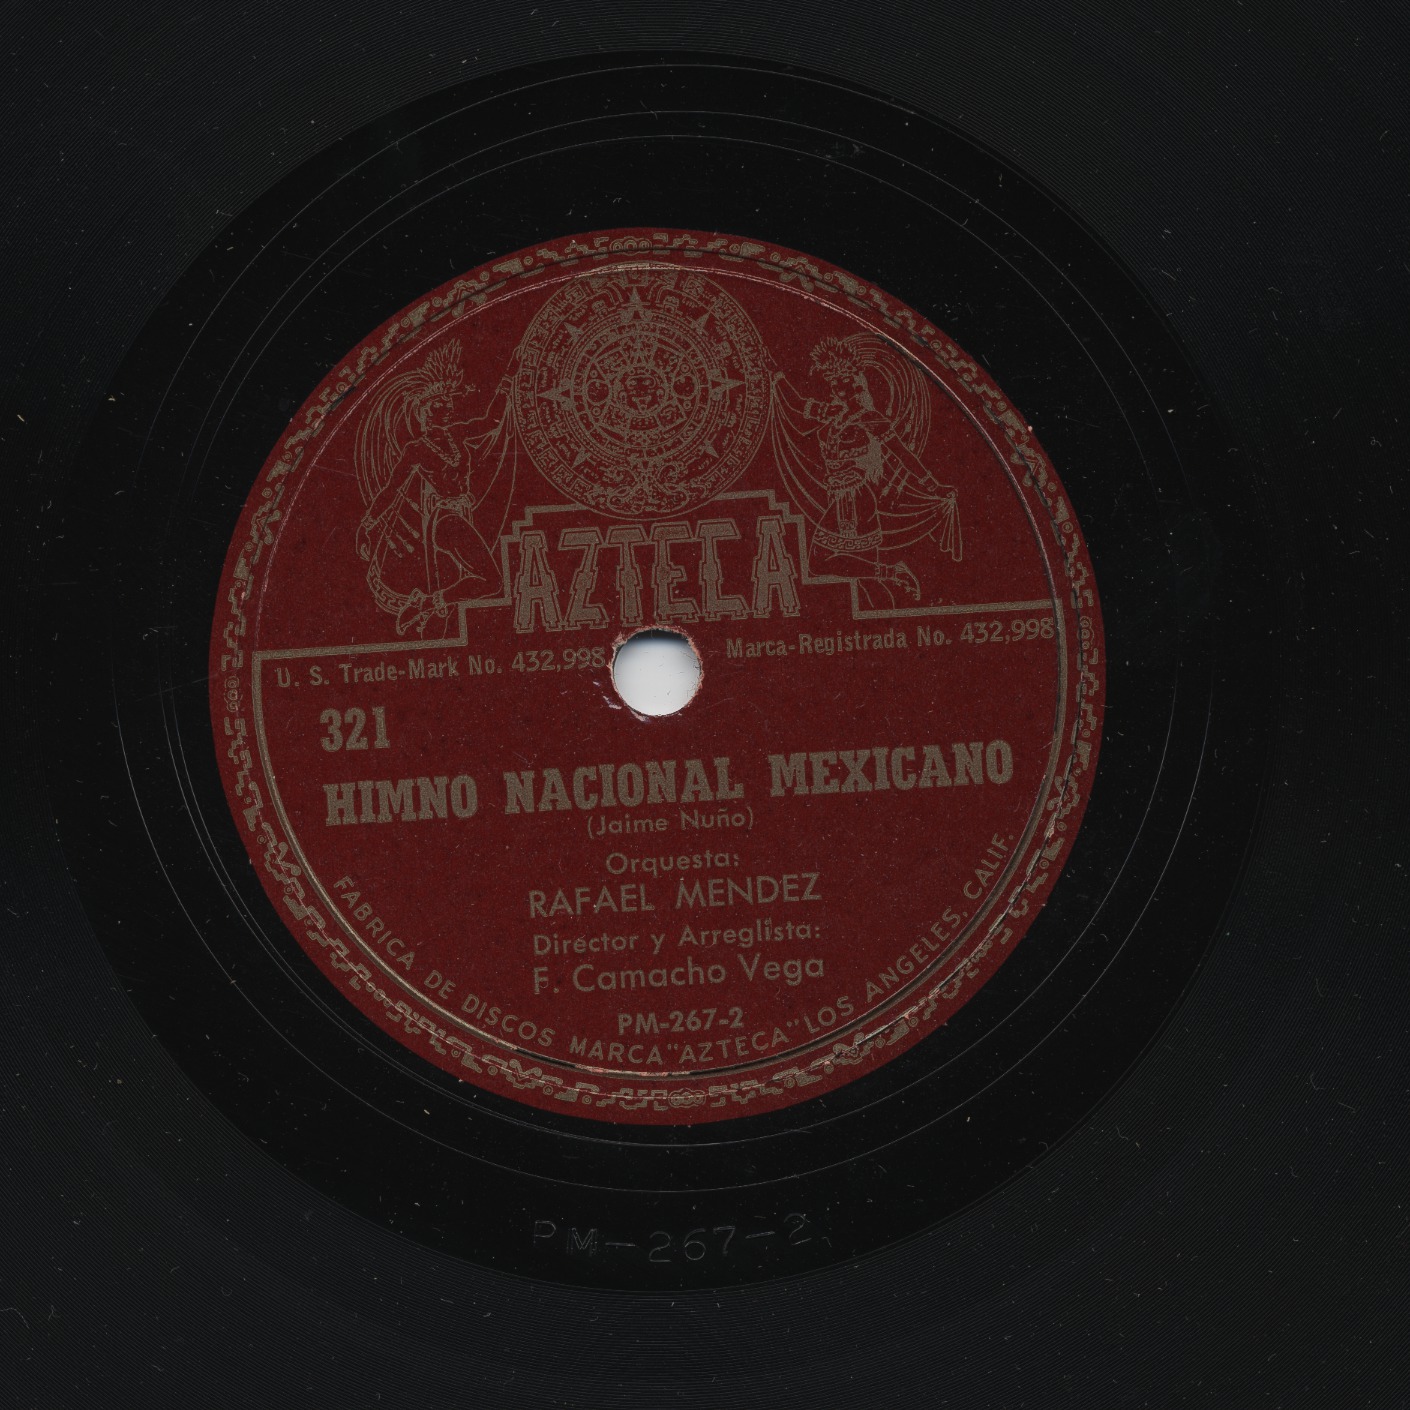 AZTECA
U. S. Trade-Mark No. 432,998 Marca-Registrada No. 432,998
321
HIMNO NACIONAL MEXICANO
(Jaime Nuño)
Orquesta:
RAFAEL MENDEZ
Director y Arreglista:
F. Camacho Vega
PM-267-2
FABRICA DE DISCOS MARCA "AZTECA" LOS ANGELES, CALIF.
PM-267-2